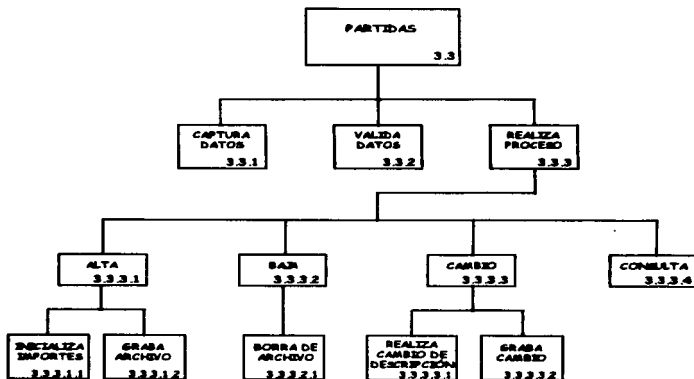 PARTIDAS
3.3
CAPTURA
DATOS
3.3.1
VALIDA
DATOS
3.3.2
REALIZA
PROCESO
3.3.3
ALTA
3.3.3.1
BAJA
3.3.3.2
CAMBIO
3.3.3.3
CONSULTA
3.3.3.4
INICIALIZA
IMPORTES
3.3.3.1.1
GRABA
ARCHIVO
3.3.3.1.2
BORRA DE
ARCHIVO
3.3.3.2.1
REALIZA
CAMBIO DE
DESCRIPCIÓN
3.3.3.3.1
GRABA
CAMBIO
3.3.3.3.2